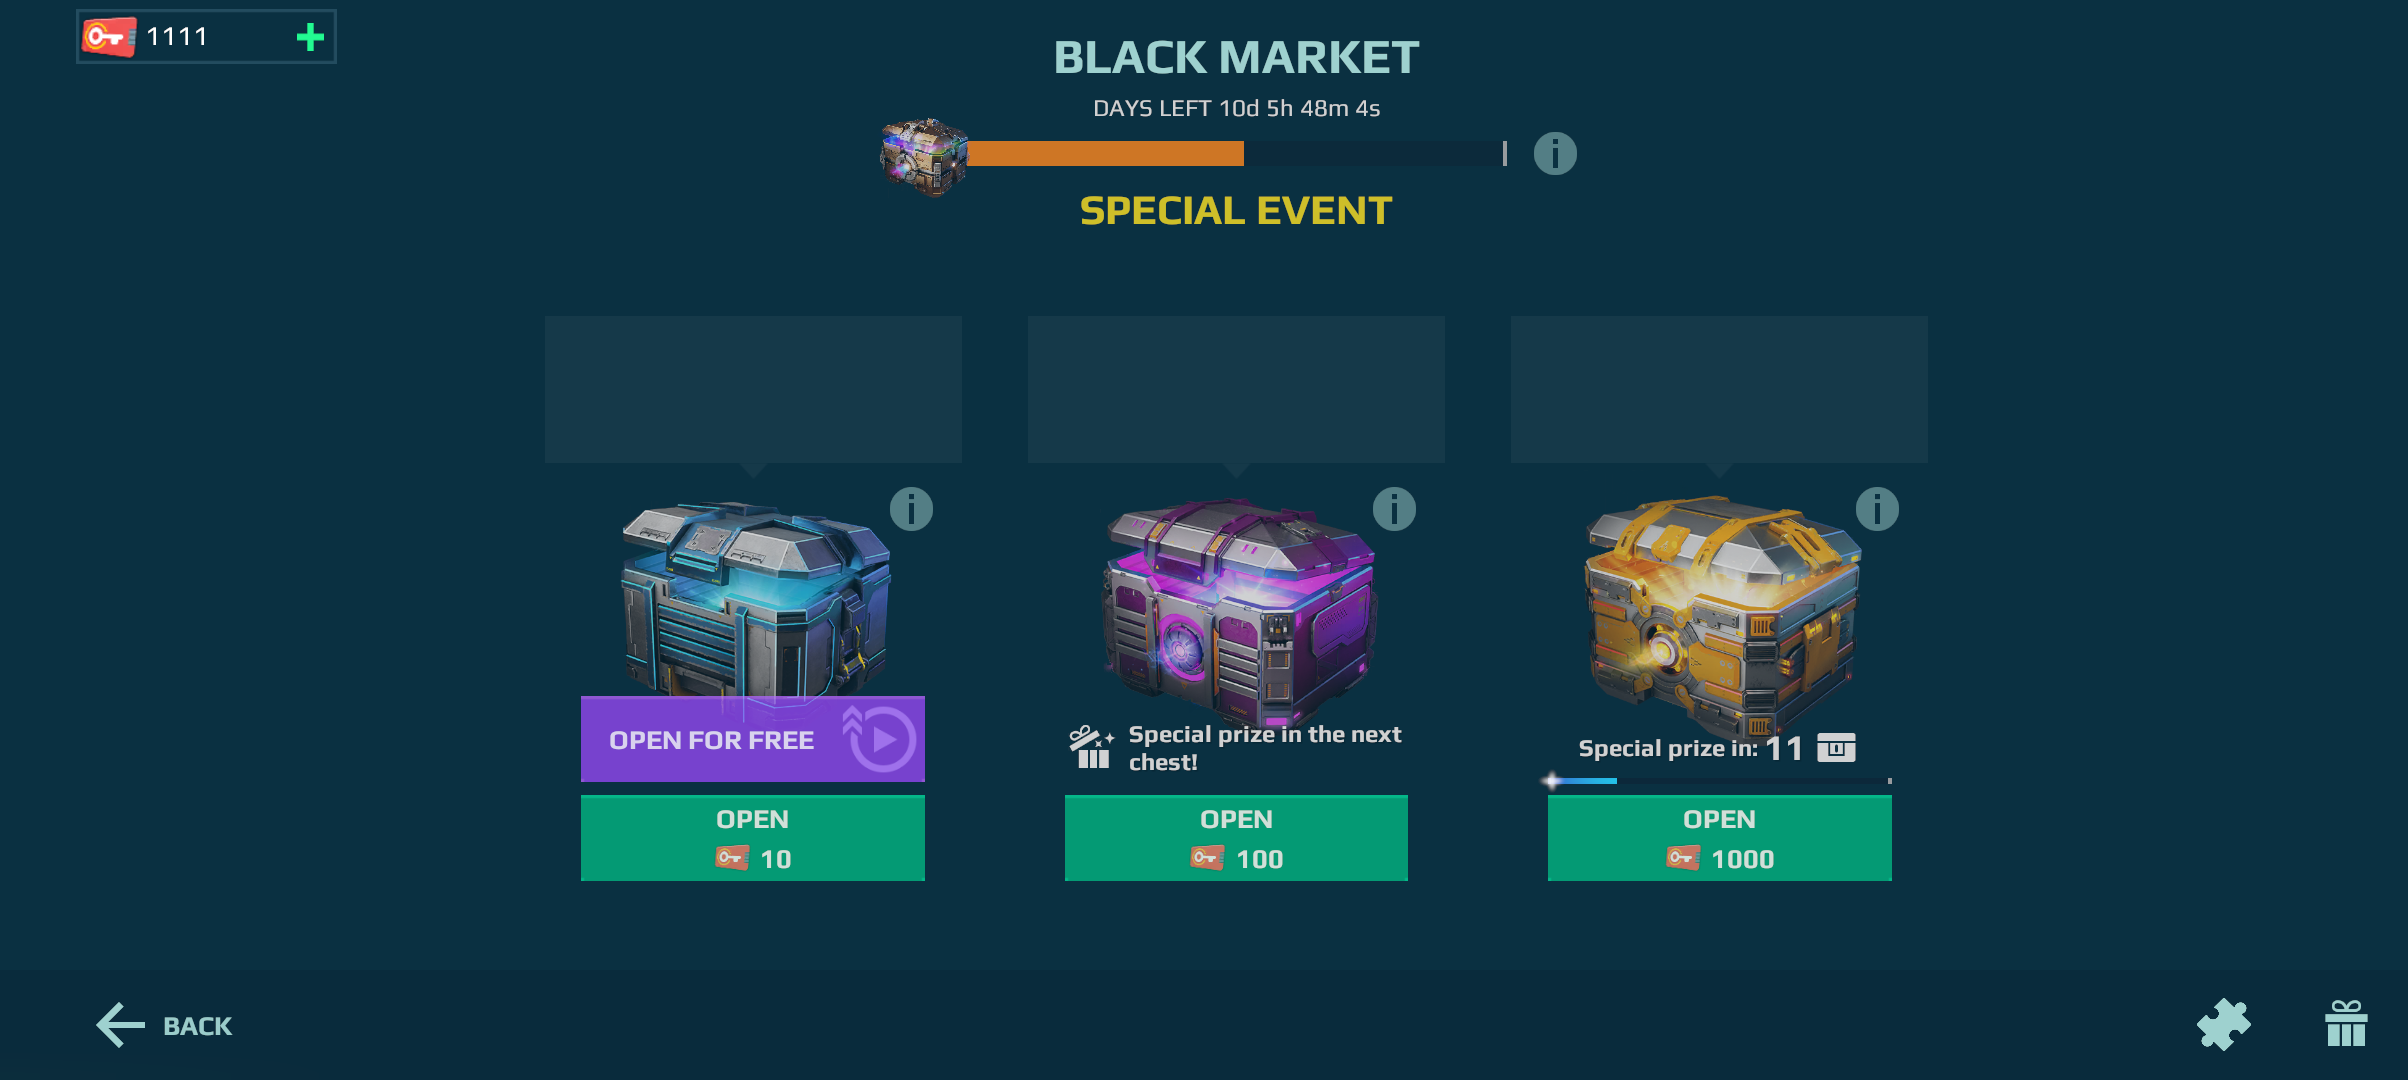 1111
BLACK MARKET
DAYS LEFT 10d 5h 48m 4s
SPECIAL EVENT
OPEN FOR FREE
OPEN
10
Special prize in the next
chest!
OPEN
100
Special prize in: 11
OPEN
1000
BACK